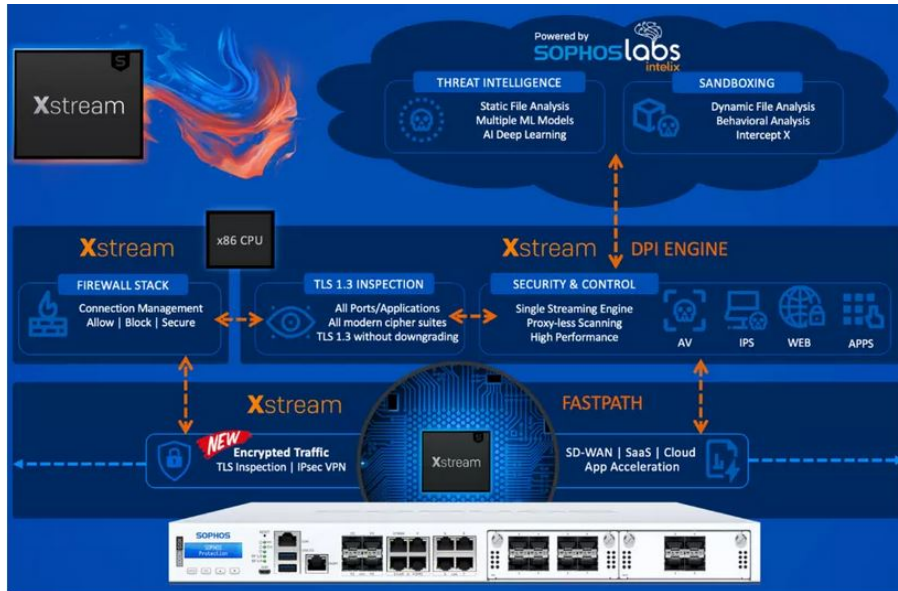 Powered by
SOPHOSLabs
intelix
THREAT INTELLIGENCE
Static File Analysis
Multiple ML Models
AI Deep Learning
SANDBOXING
Dynamic File Analysis
Behavioral Analysis
Intercept X
Xstream
Xstream
x86 CPU
Xstream DPI ENGINE
FIREWALL STACK
Connection Management
Allow | Block | Secure
TLS 1.3 INSPECTION
All Ports/Applications
All modern cipher suites
TLS 1.3 without downgrading
SECURITY & CONTROL
Single Streaming Engine
Proxy-less Scanning
High Performance
AV IPS WEB APPS
Xstream FASTPATH
NEW
Encrypted Traffic
TLS Inspection | IPsec VPN
Xstream
SD-WAN | SaaS | Cloud
App Acceleration
SOPHOS
SOPHOS
Protection